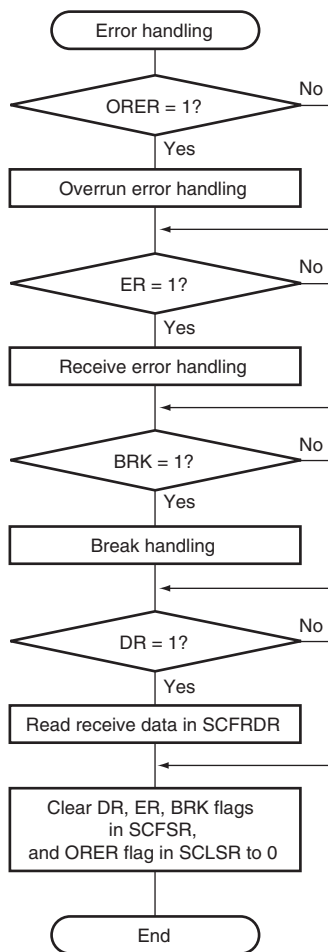 Error handling
ORER = 1?
No
Yes
Overrun error handling
ER = 1?
No
Yes
Receive error handling
BRK = 1?
No
Yes
Break handling
DR = 1?
No
Yes
Read receive data in SCFRDR
Clear DR, ER, BRK flags
in SCFSR,
and ORER flag in SCLSR to 0
End